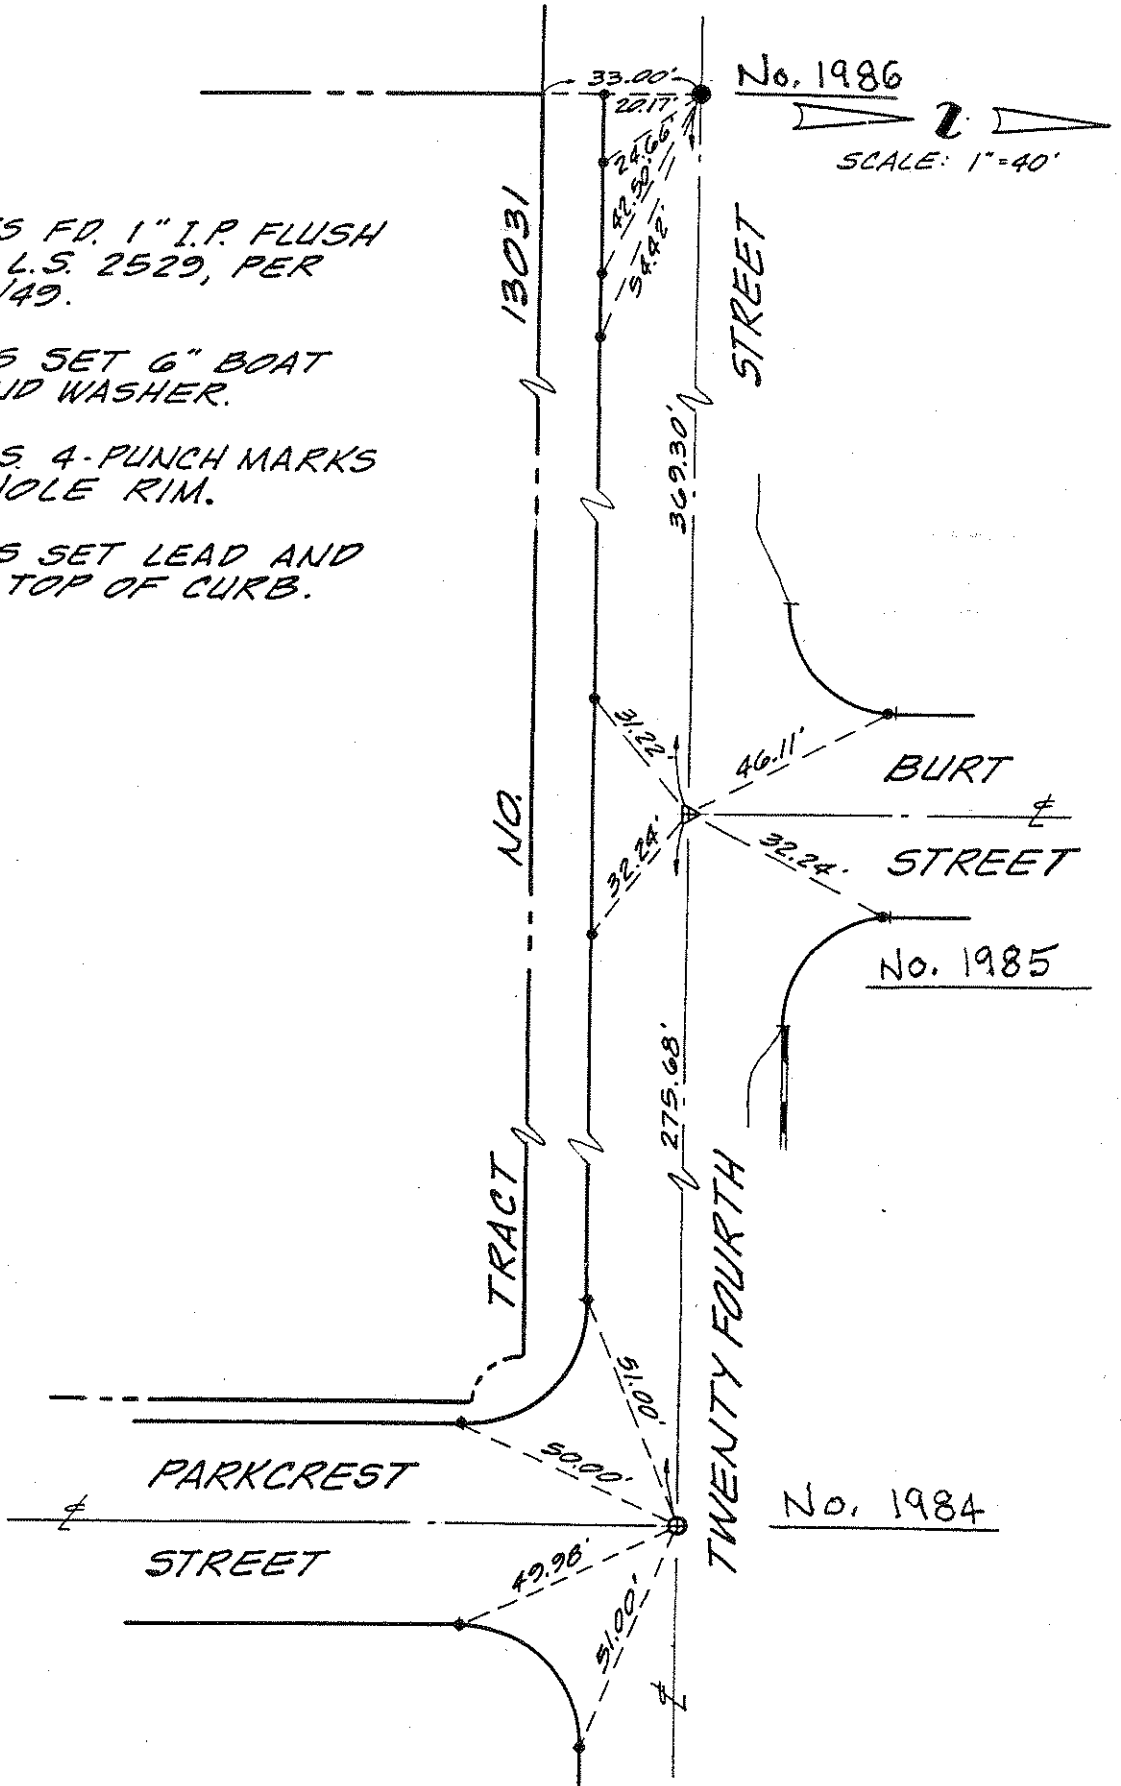 33.00'
No. 1986
20.17'
24.66'
42.50'
54.42'
SCALE: 1"=40'
S FD. 1" I.P. FLUSH
L.S. 2529, PER
/49.
S SET 6" BOAT
WASHER.
S. 4-PUNCH MARKS
HOLE RIM.
S SET LEAD AND
TOP OF CURB.
TRACT NO. 13031
TWENTY FOURTH STREET
369.30'
31.22'
46.11'
BURT
STREET
32.24'
32.24'
No. 1985
275.68'
51.00'
50.00'
PARKCREST
STREET
No. 1984
49.98'
51.00'